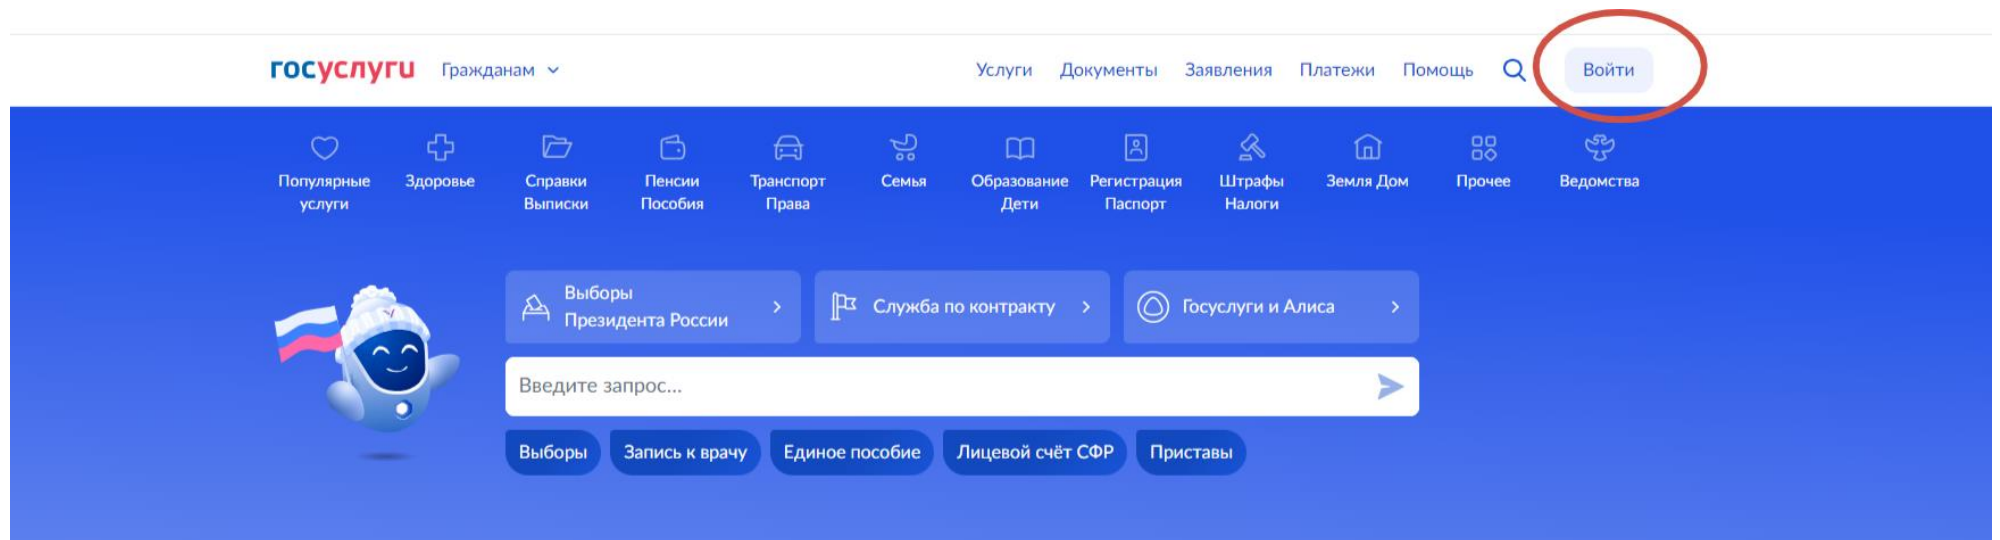 госуслуги Гражданам Услуги Документы Заявления Платежи Помощь Войти
Популярные услуги
Здоровье
Справки Выписки
Пенсии Пособия
Транспорт Права
Семья
Образование Дети
Регистрация Паспорт
Штрафы Налоги
Земля Дом
Прочее
Ведомства
Выборы
Президента России
Служба по контракту
Госуслуги и Алиса
Введите запрос...
Выборы Запись к врачу Единое пособие Лицевой счёт СФР Приставы